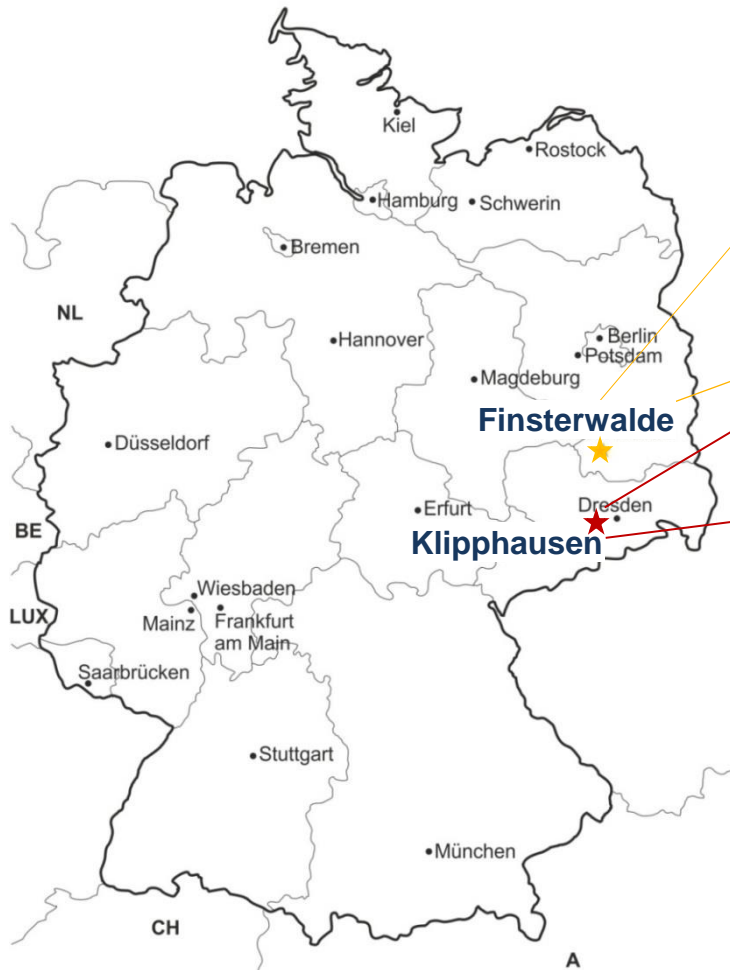 Kiel
Rostock
Hamburg
Schwerin
Bremen
NL
Hannover
Berlin
Potsdam
Magdeburg
Finsterwalde
Düsseldorf
Erfurt
Dresden
BE
Klipphausen
Wiesbaden
LUX
Mainz
Frankfurt
am Main
Saarbrücken
Stuttgart
München
CH
A